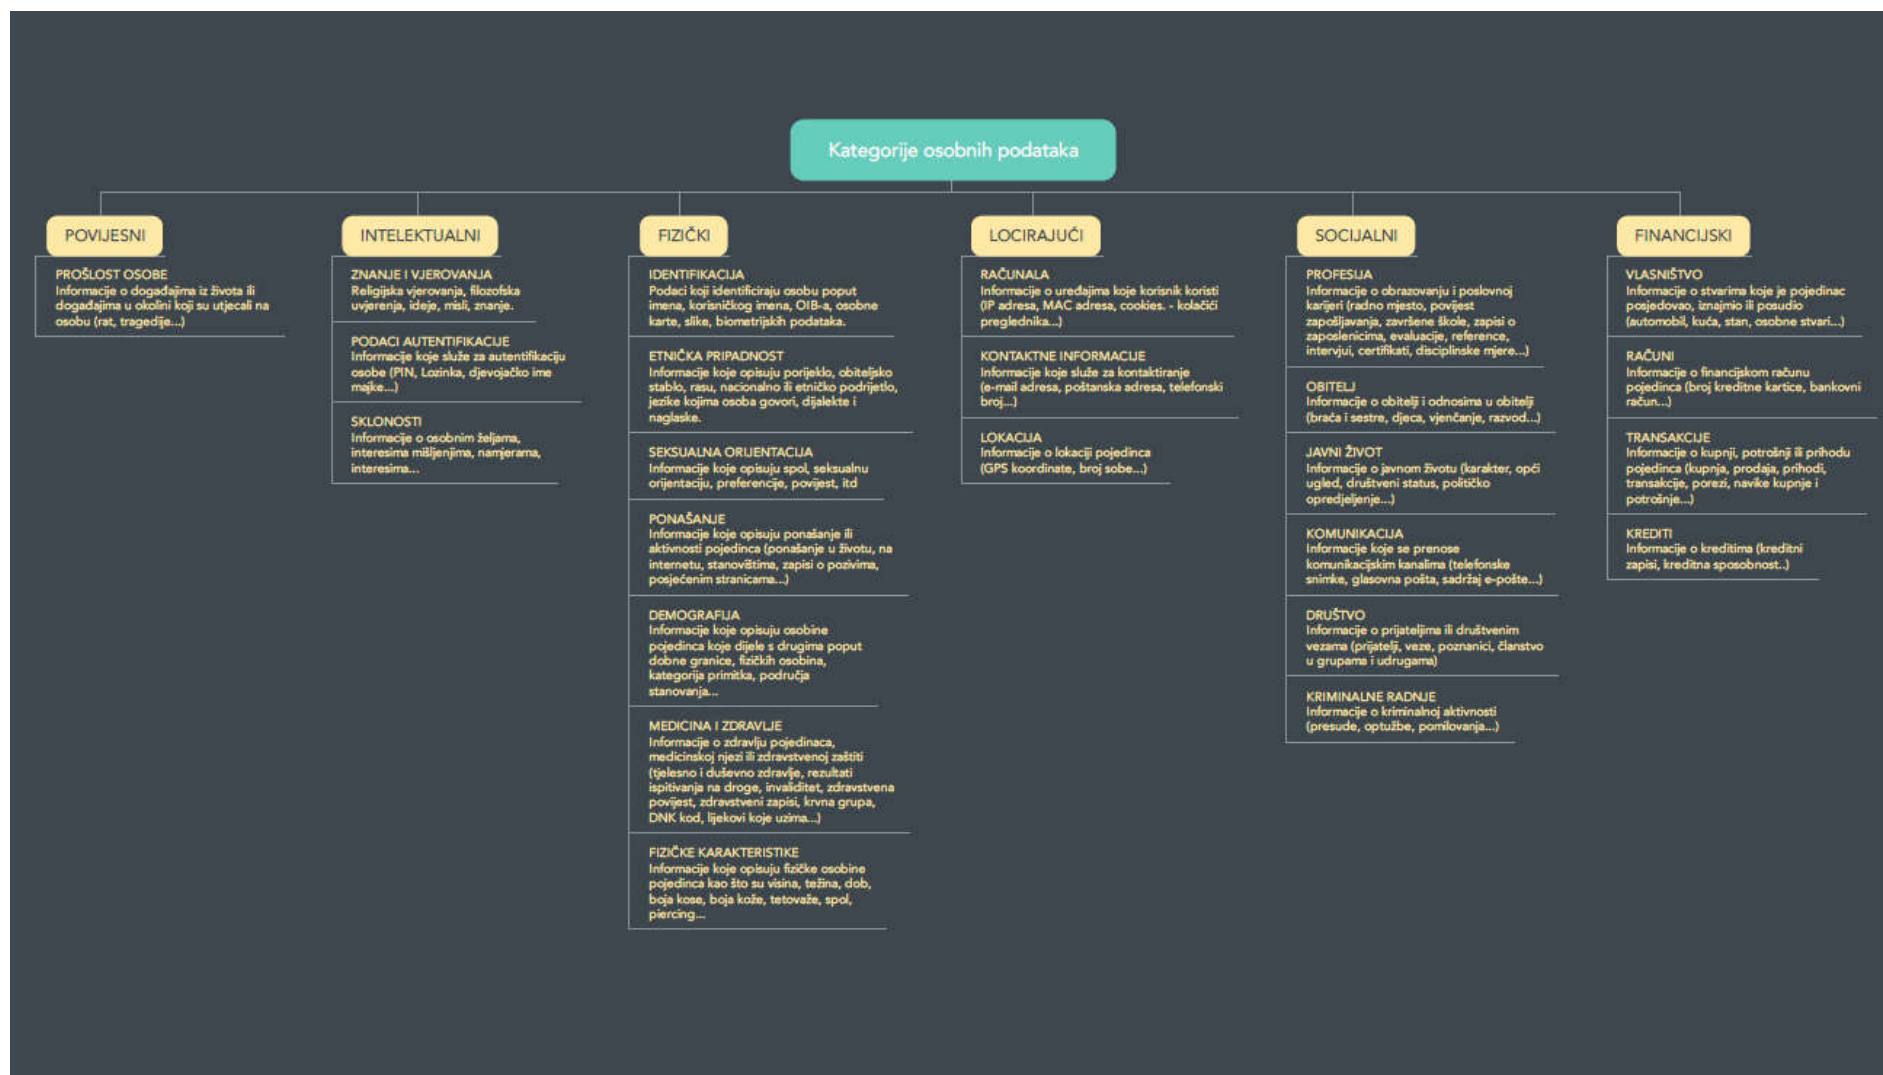 Kategorije osobnih podataka
POVIJESNI
PROŠLOST OSOBE
Informacije o događajima iz života ili
događajima u okolini koji su utjecali na
osobu (rat, tragedije...)
INTELEKTUALNI
ZNANJE I VJEROVANJA
Religijska vjerovanja, filozofska
uvjerenja, ideje, misli, znanje.
PODACI AUTENTIFIKACIJE
Informacije koje služe za autentifikaciju
osobe (PIN, Lozinka, djevojačko ime
majke...)
SKLONOSTI
Informacije o osobnim željama,
interesima mišljenjima, namjerama,
interesima...
FIZIČKI
IDENTIFIKACIJA
Podaci koji identificiraju osobu poput
imena, korisničkog imena, OIB-a, osobne
karte, slike, biometrijskih podataka.
ETNIČKA PRIPADNOST
Informacije koje opisuju porijeklo, obiteljsko
stablo, rasu, nacionalno ili etničko podrijetlo,
jezike kojima osoba govori, dijalekte i
naglaske.
SEKSUALNA ORIJENTACIJA
Informacije koje opisuju spol, seksualnu
orijentaciju, preferencije, povijest, itd
PONAŠANJE
Informacije koje opisuju ponašanje ili
aktivnosti pojedinca (ponašanje u životu, na
internetu, stanovištima, zapisi o pozivima,
posjećenim stranicama...)
DEMOGRAFIJA
Informacije koje opisuju osobine
pojedinca koje dijele s drugima poput
dobne granice, fizičkih osobina,
kategorija primitka, područja
stanovanja...
MEDICINA I ZDRAVLJE
Informacije o zdravlju pojedinaca,
medicinskoj njezi ili zdravstvenoj zaštiti
(tjelesno i duševno zdravlje, rezultati
ispitivanja na droge, invaliditet, zdravstvena
povijest, zdravstveni zapisi, krvna grupa,
DNK kod, lijekovi koje uzima...)
FIZIČKE KARAKTERISTIKE
Informacije koje opisuju fizičke osobine
pojedinca kao što su visina, težina, dob,
boja kose, boja kože, tetovaže, spol,
piercing...
LOCIRAJUĆI
RAČUNALA
Informacije o uređajima koje korisnik koristi
(IP adresa, MAC adresa, cookies. - kolačići
preglednika...)
KONTAKTNE INFORMACIJE
Informacije koje služe za kontaktiranje
(e-mail adresa, poštanska adresa, telefonski
broj...)
LOKACIJA
Informacije o lokaciji pojedinca
(GPS koordinate, broj sobe...)
SOCIJALNI
PROFESIJA
Informacije o obrazovanju i poslovnoj
karijeri (radno mjesto, povijest
zapošljavanja, završene škole, zapisi o
zaposlenicima, evaluacije, reference,
intervjui, certifikati, disciplinske mjere...)
OBITELJ
Informacije o obitelji i odnosima u obitelji
(braća i sestre, djeca, vjenčanje, razvod...)
JAVNI ŽIVOT
Informacije o javnom životu (karakter, opći
ugled, društveni status, političko
opredjeljenje...)
KOMUNIKACIJA
Informacije koje se prenose
komunikacijskim kanalima (telefonske
snimke, glasovna pošta, sadržaj e-pošte...)
DRUŠTVO
Informacije o prijateljima ili društvenim
vezama (prijatelji, veze, poznanici, članstvo
u grupama i udrugama)
KRIMINALNE RADNJE
Informacije o kriminalnoj aktivnosti
(presude, optužbe, pomilovanja...)
FINANCIJSKI
VLASNIŠTVO
Informacije o stvarima koje je pojedinac
posjedovao, iznajmio ili posudio
(automobil, kuća, stan, osobne stvari...)
RAČUNI
Informacije o financijskom računu
pojedinca (broj kreditne kartice, bankovni
račun...)
TRANSAKCIJE
Informacije o kupnji, potrošnji ili prihodu
pojedinca (kupnja, prodaja, prihodi,
transakcije, porezi, navike kupnje i
potrošnje...)
KREDITI
Informacije o kreditima (kreditni
zapisi, kreditna sposobnost..)